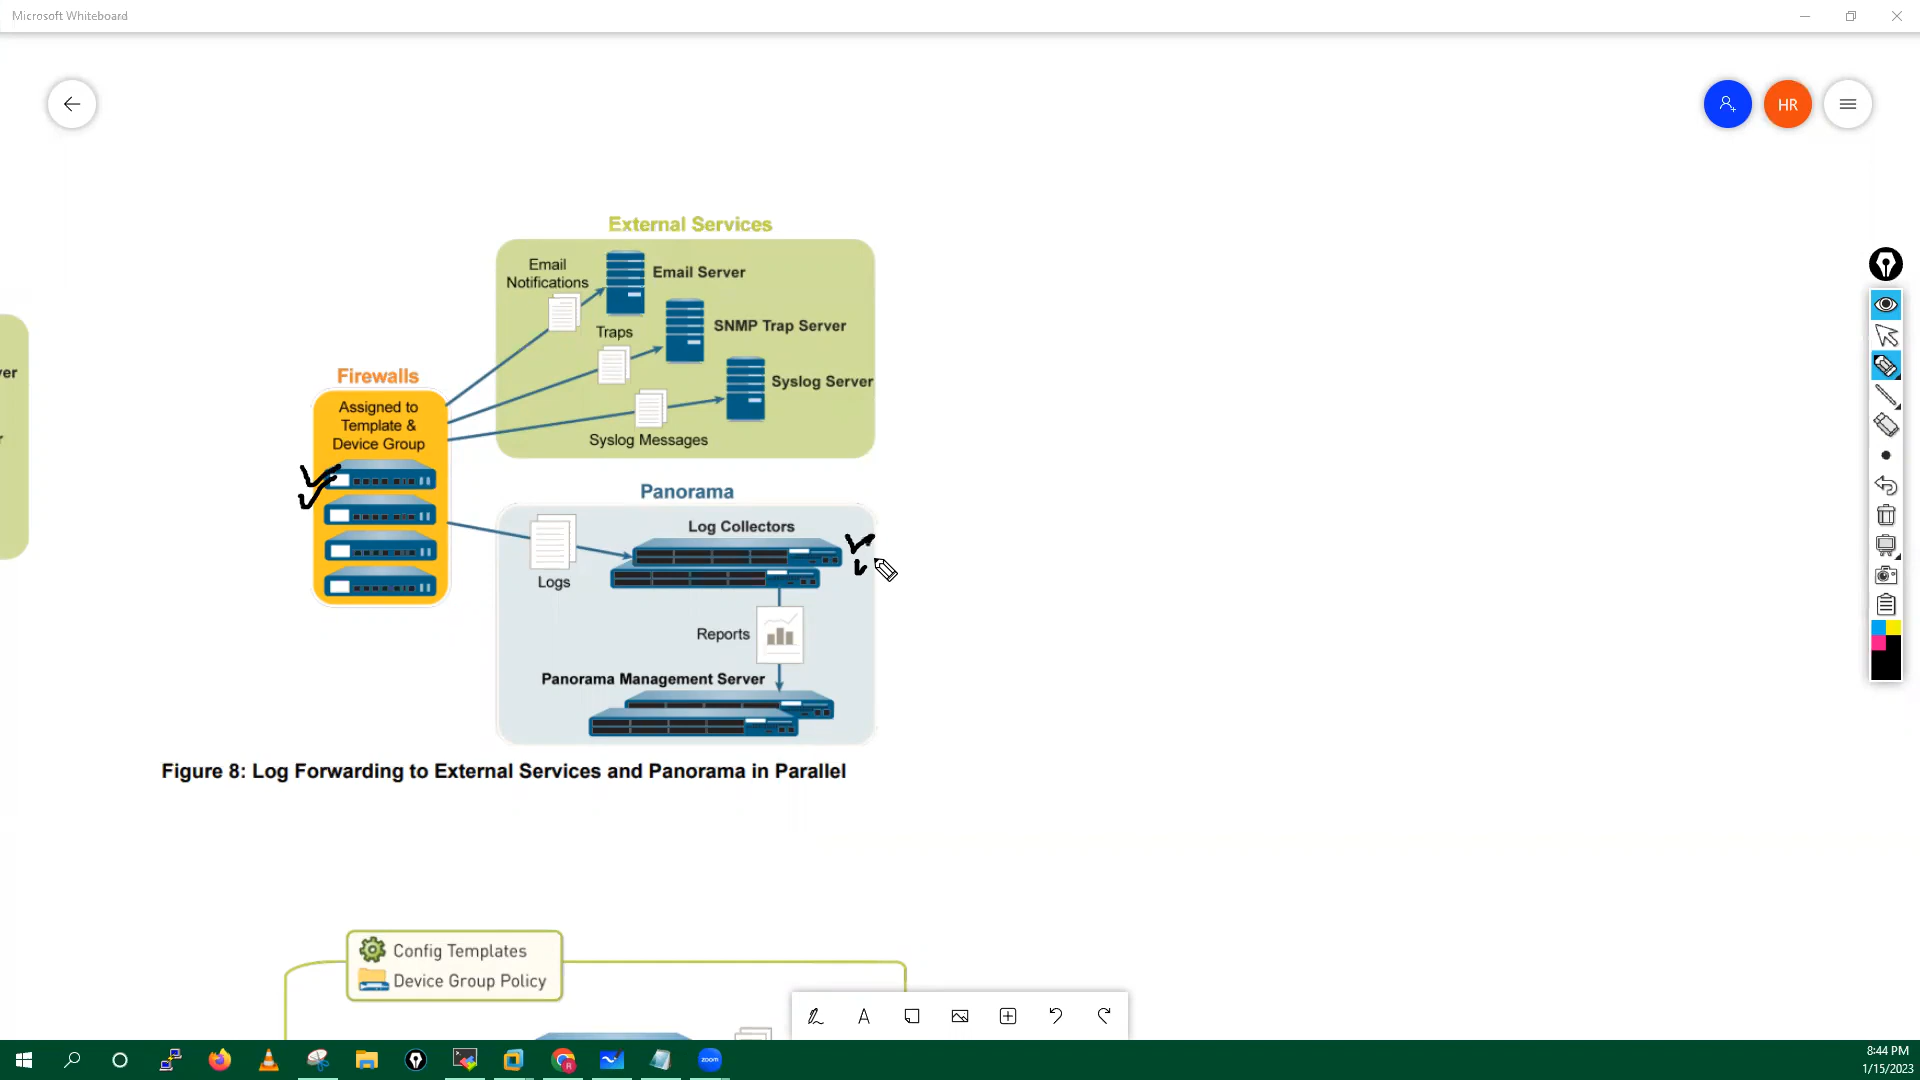 Microsoft Whiteboard
HR
External Services
Email
Notifications
Email Server
Traps
SNMP Trap Server
Syslog Server
Syslog Messages
Firewalls
Assigned to
Template &
Device Group
ver
r
Panorama
Log Collectors
Logs
Reports
Panorama Management Server
Figure 8: Log Forwarding to External Services and Panorama in Parallel
Config Templates
Device Group Policy
zoom
8:44 PM
1/15/2023